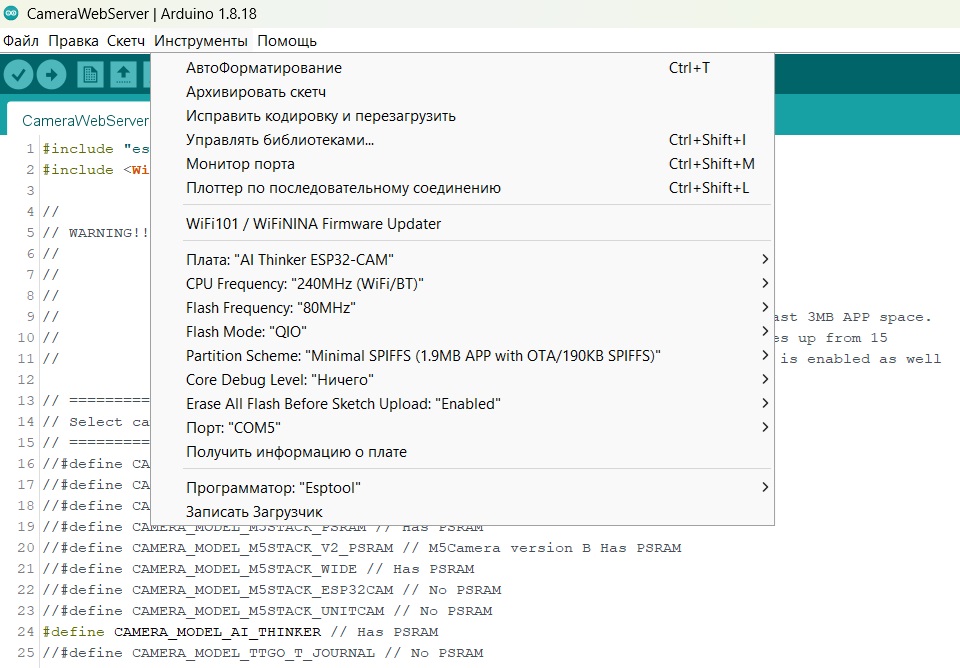 CameraWebServer | Arduino 1.8.18
Файл Правка Скетч Инструменты Помощь
АвтоФорматирование Ctrl+T
Архивировать скетч
Исправить кодировку и перезагрузить
Управлять библиотеками... Ctrl+Shift+I
Монитор порта Ctrl+Shift+M
Плоттер по последовательному соединению Ctrl+Shift+L
WiFi101 / WiFiNINA Firmware Updater
Плата: "AI Thinker ESP32-CAM"
CPU Frequency: "240MHz (WiFi/BT)"
Flash Frequency: "80MHz"
Flash Mode: "QIO"
Partition Scheme: "Minimal SPIFFS (1.9MB APP with OTA/190KB SPIFFS)"
Core Debug Level: "Ничего"
Erase All Flash Before Sketch Upload: "Enabled"
Порт: "COM5"
Получить информацию о плате
Программатор: "Esptool"
Записать Загрузчик
CameraWebServer
1 #include "es
2 #include <Wi
3
4 //
5 // WARNING!!
6 //
7 //
8 //
9 // ast 3MB APP space.
10 // es up from 15
11 // is enabled as well
12
13 // =========
14 // Select ca
15 // =========
16 //#define CA
17 //#define CA
18 //#define CA
19 //#define CAMERA_MODEL_M5STACK_PSRAM // Has PSRAM
20 //#define CAMERA_MODEL_M5STACK_V2_PSRAM // M5Camera version B Has PSRAM
21 //#define CAMERA_MODEL_M5STACK_WIDE // Has PSRAM
22 //#define CAMERA_MODEL_M5STACK_ESP32CAM // No PSRAM
23 //#define CAMERA_MODEL_M5STACK_UNITCAM // No PSRAM
24 #define CAMERA_MODEL_AI_THINKER // Has PSRAM
25 //#define CAMERA_MODEL_TTGO_T_JOURNAL // No PSRAM